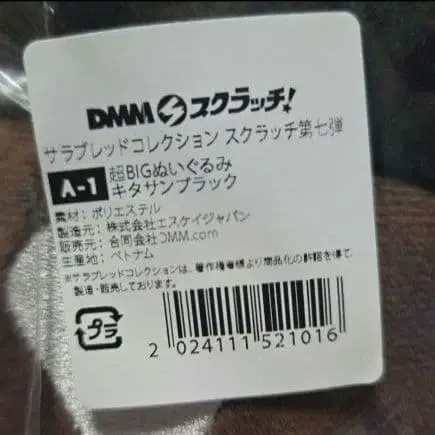 DMMスクラッチ!
サラブレッドコレクション スクラッチ第七弾
A-1
超BIGぬいぐるみ
キタサンブラック
素材：ポリエステル
製造元：株式会社エスケイジャパン
販売元：合同会社DMM.com
生産地：ベトナム
※サラブレッドコレクションは、著作権者様より商品化の許諾を得て、
製造・販売しております。
プラ
2 024111 521016